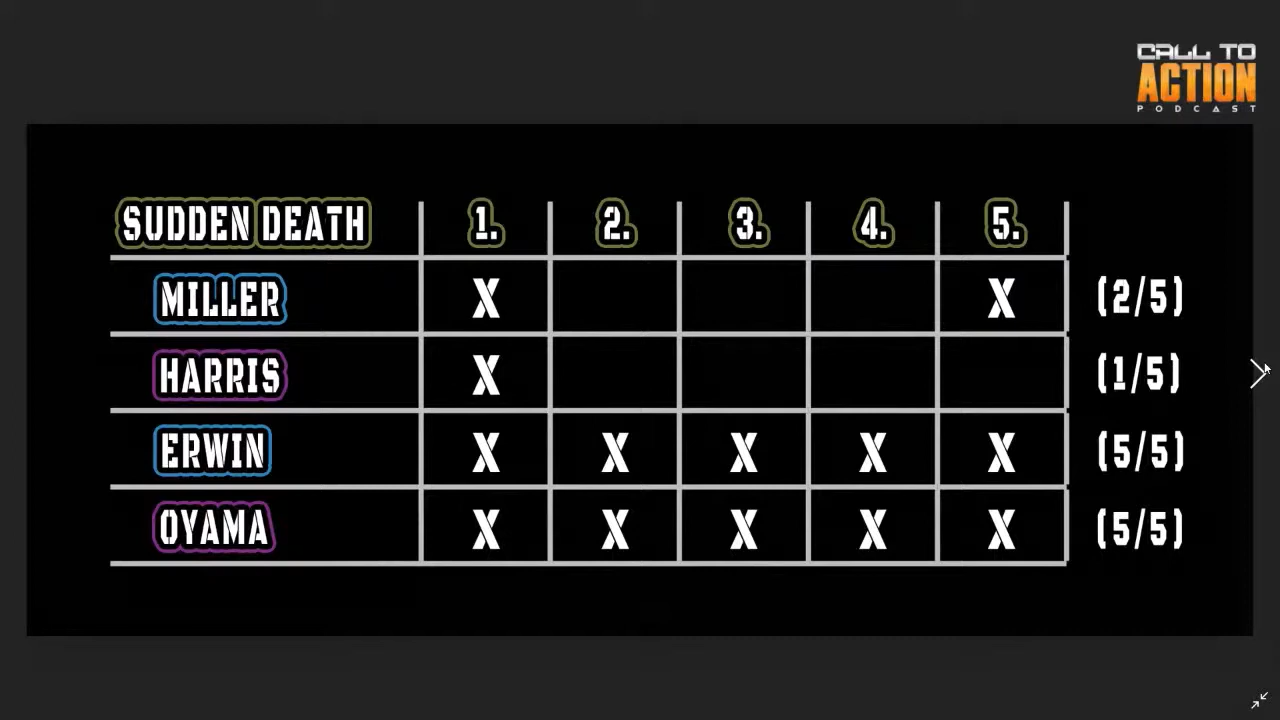 CALL TO
ACTION
PODCAST
SUDDEN DEATH 1. 2. 3. 4. 5.
MILLER X X (2/5)
HARRIS X (1/5)
ERWIN X X X X X (5/5)
OYAMA X X X X X (5/5)